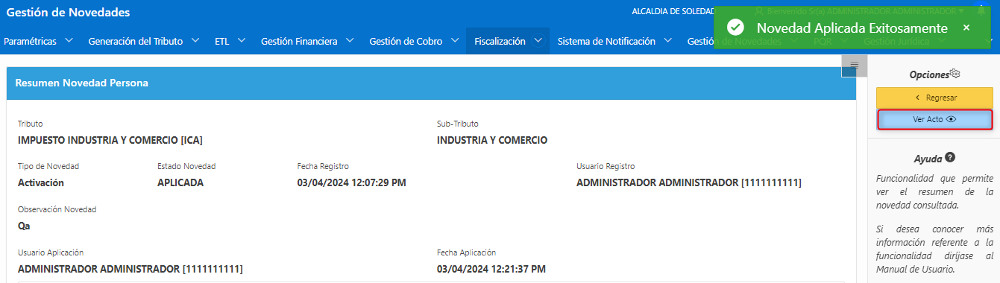 Gestión de Novedades
ALCALDIA DE SOLEDAD
Bienvenido Sr(a) ADMINISTRADOR ADMINISTRADOR
Novedad Aplicada Exitosamente ×
Paramétricas Generación del Tributo ETL Gestión Financiera Gestión de Cobro Fiscalización Sistema de Notificación Gestión de Novedades PQR Gestión Jurídica
Resumen Novedad Persona
Tributo Sub-Tributo
IMPUESTO INDUSTRIA Y COMERCIO [ICA] INDUSTRIA Y COMERCIO
Tipo de Novedad Estado Novedad Fecha Registro Usuario Registro
Activación APLICADA 03/04/2024 12:07:29 PM ADMINISTRADOR ADMINISTRADOR [1111111111]
Observación Novedad
Qa
Usuario Aplicación Fecha Aplicación
ADMINISTRADOR ADMINISTRADOR [1111111111] 03/04/2024 12:21:37 PM
Opciones
Regresar
Ver Acto
Ayuda
Funcionalidad que permite
ver el resumen de la
novedad consultada.
Si desea conocer más
información referente a la
funcionalidad diríjase al
Manual de Usuario.